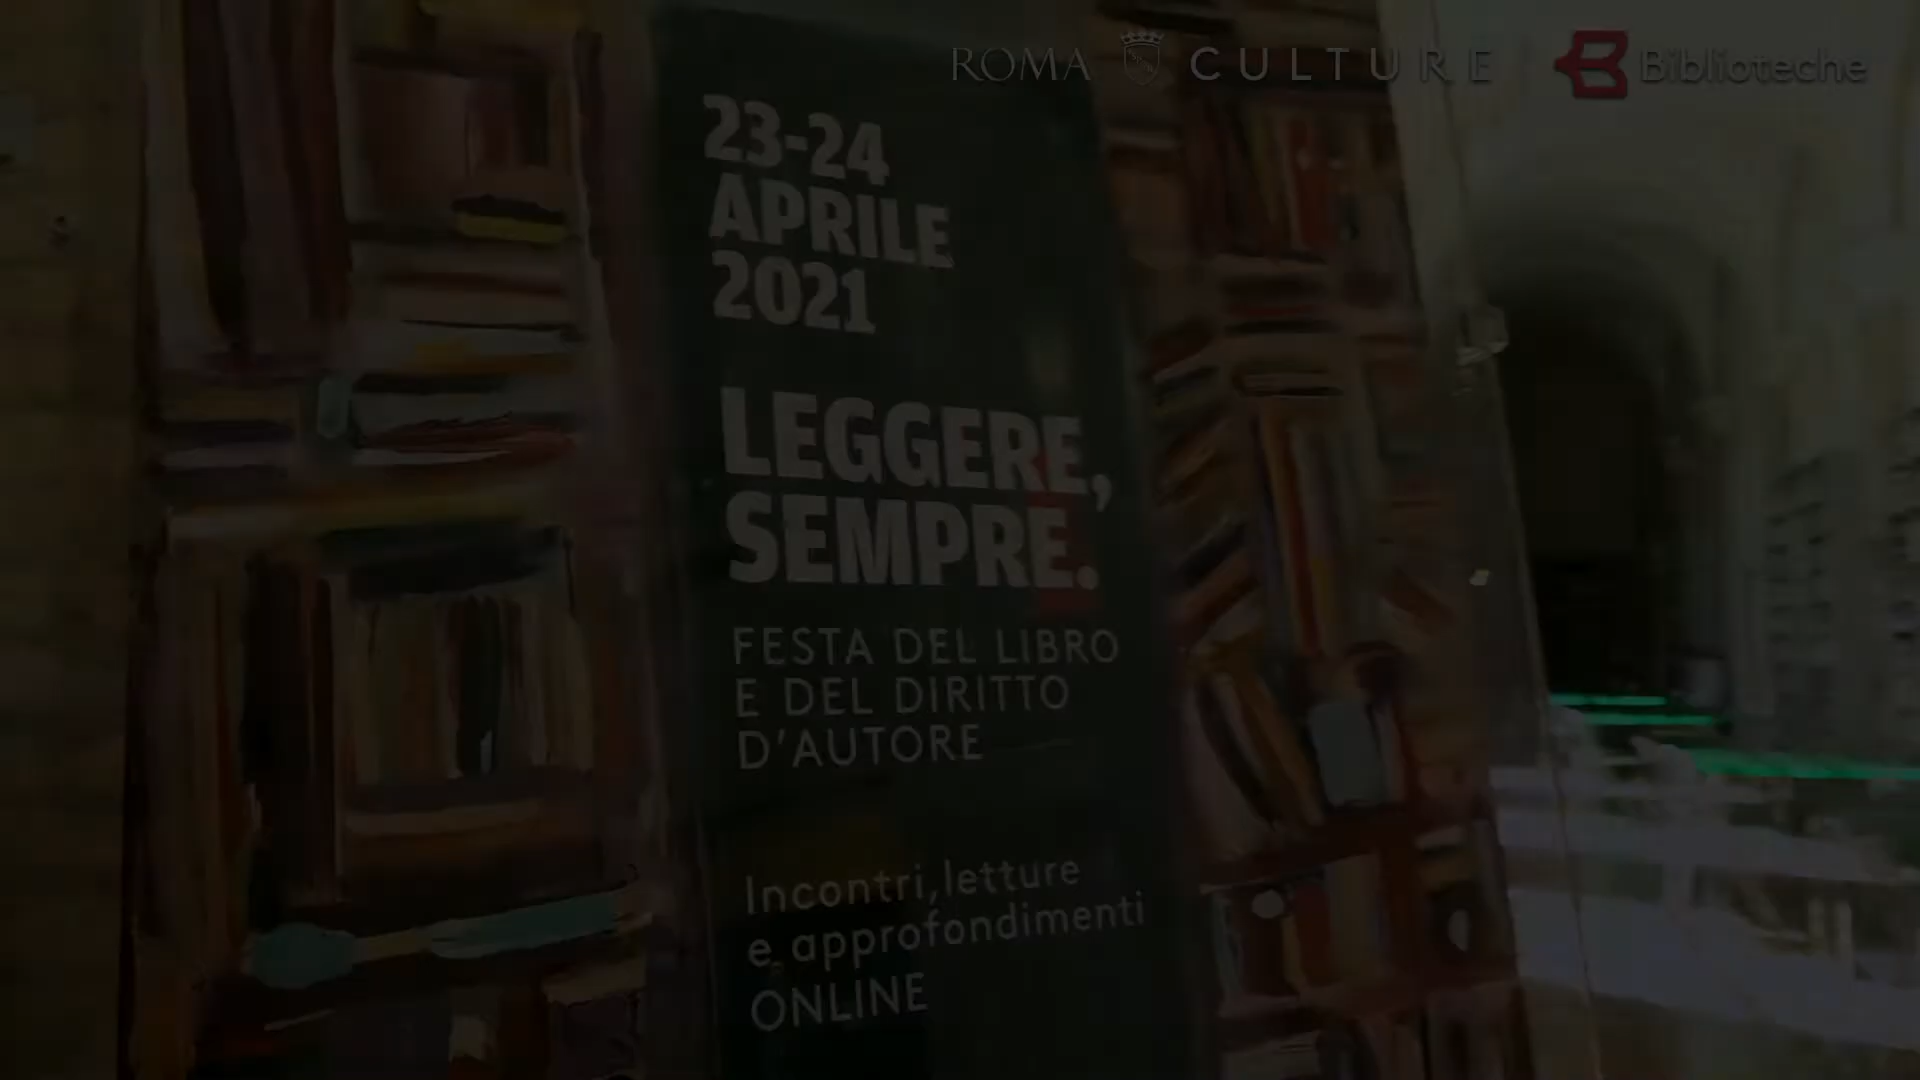 ROMA CULTURE Biblioteche
23-24
APRILE
2021
LEGGERE,
SEMPRE.
FESTA DEL LIBRO
E DEL DIRITTO
D'AUTORE
Incontri, letture
e approfondimenti
ONLINE